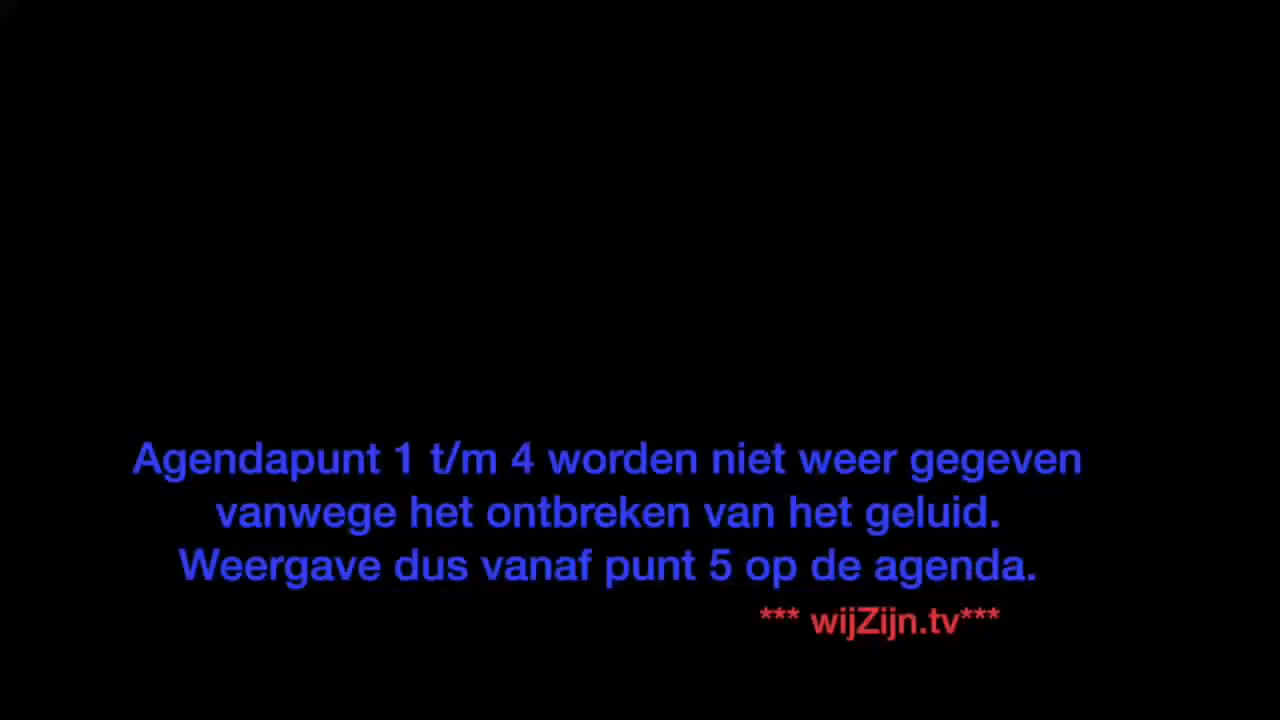 Agendapunt 1 t/m 4 worden niet weer gegeven
vanwege het ontbreken van het geluid.
Weergave dus vanaf punt 5 op de agenda.
*** wijZijn.tv***